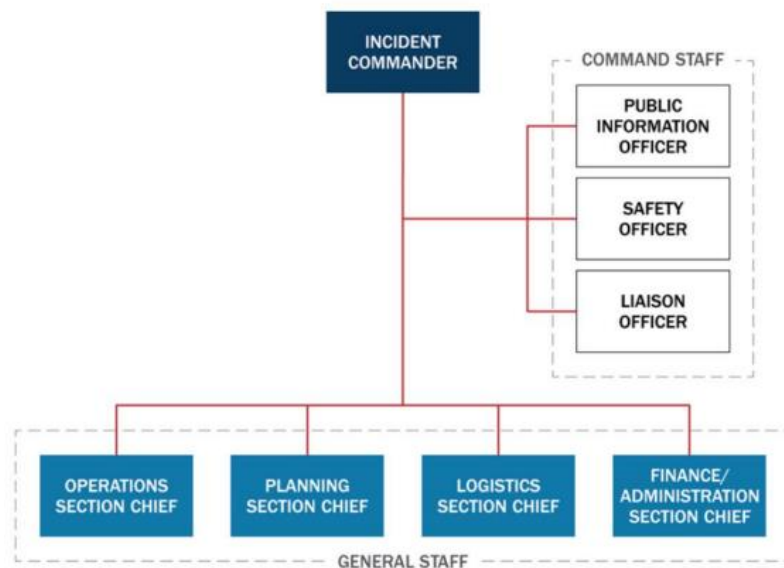 INCIDENT
COMMANDER
COMMAND STAFF
PUBLIC
INFORMATION
OFFICER
SAFETY
OFFICER
LIAISON
OFFICER
OPERATIONS
SECTION CHIEF
PLANNING
SECTION CHIEF
LOGISTICS
SECTION CHIEF
FINANCE/
ADMINISTRATION
SECTION CHIEF
GENERAL STAFF